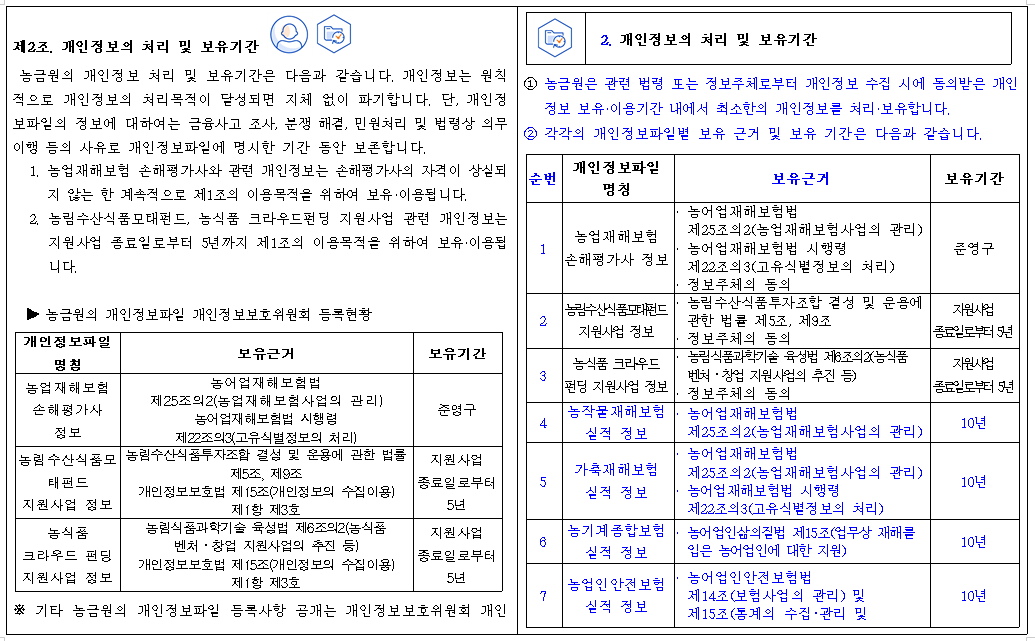 제2조. 개인정보의 처리 및 보유기간
농금원의 개인정보 처리 및 보유기간은 다음과 같습니다. 개인정보는 원칙
적으로 개인정보의 처리목적이 달성되면 지체 없이 파기합니다. 단, 개인정
보파일의 정보에 대하여는 금융사고 조사, 분쟁 해결, 민원처리 및 법령상 의무
이행 등의 사유로 개인정보파일에 명시한 기간 동안 보존합니다.
1. 농업재해보험 손해평가사와 관련 개인정보는 손해평가사의 자격이 상실되
지 않는 한 계속적으로 제1조의 이용목적을 위하여 보유·이용됩니다.
2. 농림수산식품모태펀드, 농식품 크라우드펀딩 지원사업 관련 개인정보는
지원사업 종료일로부터 5년까지 제1조의 이용목적을 위하여 보유·이용됩
니다.
▶ 농금원의 개인정보파일 개인정보보호위원회 등록현황
개인정보파일
명칭
보유근거
보유기간
농업재해보험
손해평가사
정보
농어업재해보험법
제25조의2(농업재해보험사업의 관리)
농어업재해보험법 시행령
제22조의3(고유식별정보의 처리)
준영구
농림수산식품모
태펀드
지원사업 정보
농림수산식품투자조합 결성 및 운용에 관한 법률
제5조, 제9조
개인정보보호법 제15조(개인정보의 수집이용)
제1항 제3호
지원사업
종료일로부터
5년
농식품
크라우드 펀딩
지원사업 정보
농림식품과학기술 육성법 제6조의2(농식품
벤처·창업 지원사업의 추진 등)
개인정보보호법 제15조(개인정보의 수집이용)
제1항 제3호
지원사업
종료일로부터
5년
※ 기타 농금원의 개인정보파일 등록사항 공개는 개인정보보호위원회 개인
2. 개인정보의 처리 및 보유기간
① 농금원은 관련 법령 또는 정보주체로부터 개인정보 수집 시에 동의받은 개인
정보 보유·이용기간 내에서 최소한의 개인정보를 처리·보유합니다.
② 각각의 개인정보파일별 보유 근거 및 보유 기간은 다음과 같습니다.
순번
개인정보파일
명칭
보유근거
보유기간
1
농업재해보험
손해평가사 정보
· 농어업재해보험법
제25조의2(농업재해보험사업의 관리)
· 농어업재해보험법 시행령
제22조의3(고유식별정보의 처리)
· 정보주체의 동의
준영구
2
농림수산식품모태펀드
지원사업 정보
· 농림수산식품투자조합 결성 및 운용에
관한 법률 제5조, 제9조
· 정보주체의 동의
지원사업
종료일로부터 5년
3
농식품 크라우드
펀딩 지원사업 정보
· 농림식품과학기술 육성법 제6조의2(농식품
벤처·창업 지원사업의 추진 등)
· 정보주체의 동의
지원사업
종료일로부터 5년
4
농작물재해보험
실적 정보
· 농어업재해보험법
제25조의2(농업재해보험사업의 관리)
10년
5
가축재해보험
실적 정보
· 농어업재해보험법
제25조의2(농업재해보험사업의 관리)
· 농어업재해보험법 시행령
제22조의3(고유식별정보의 처리)
10년
6
농기계종합보험
실적 정보
· 농어업인삶의질법 제15조(업무상 재해를
입은 농어업인에 대한 지원)
10년
7
농업인안전보험
실적 정보
· 농어업인안전보험법
제14조(보험사업의 관리) 및
제15조(통계의 수집·관리 및
10년